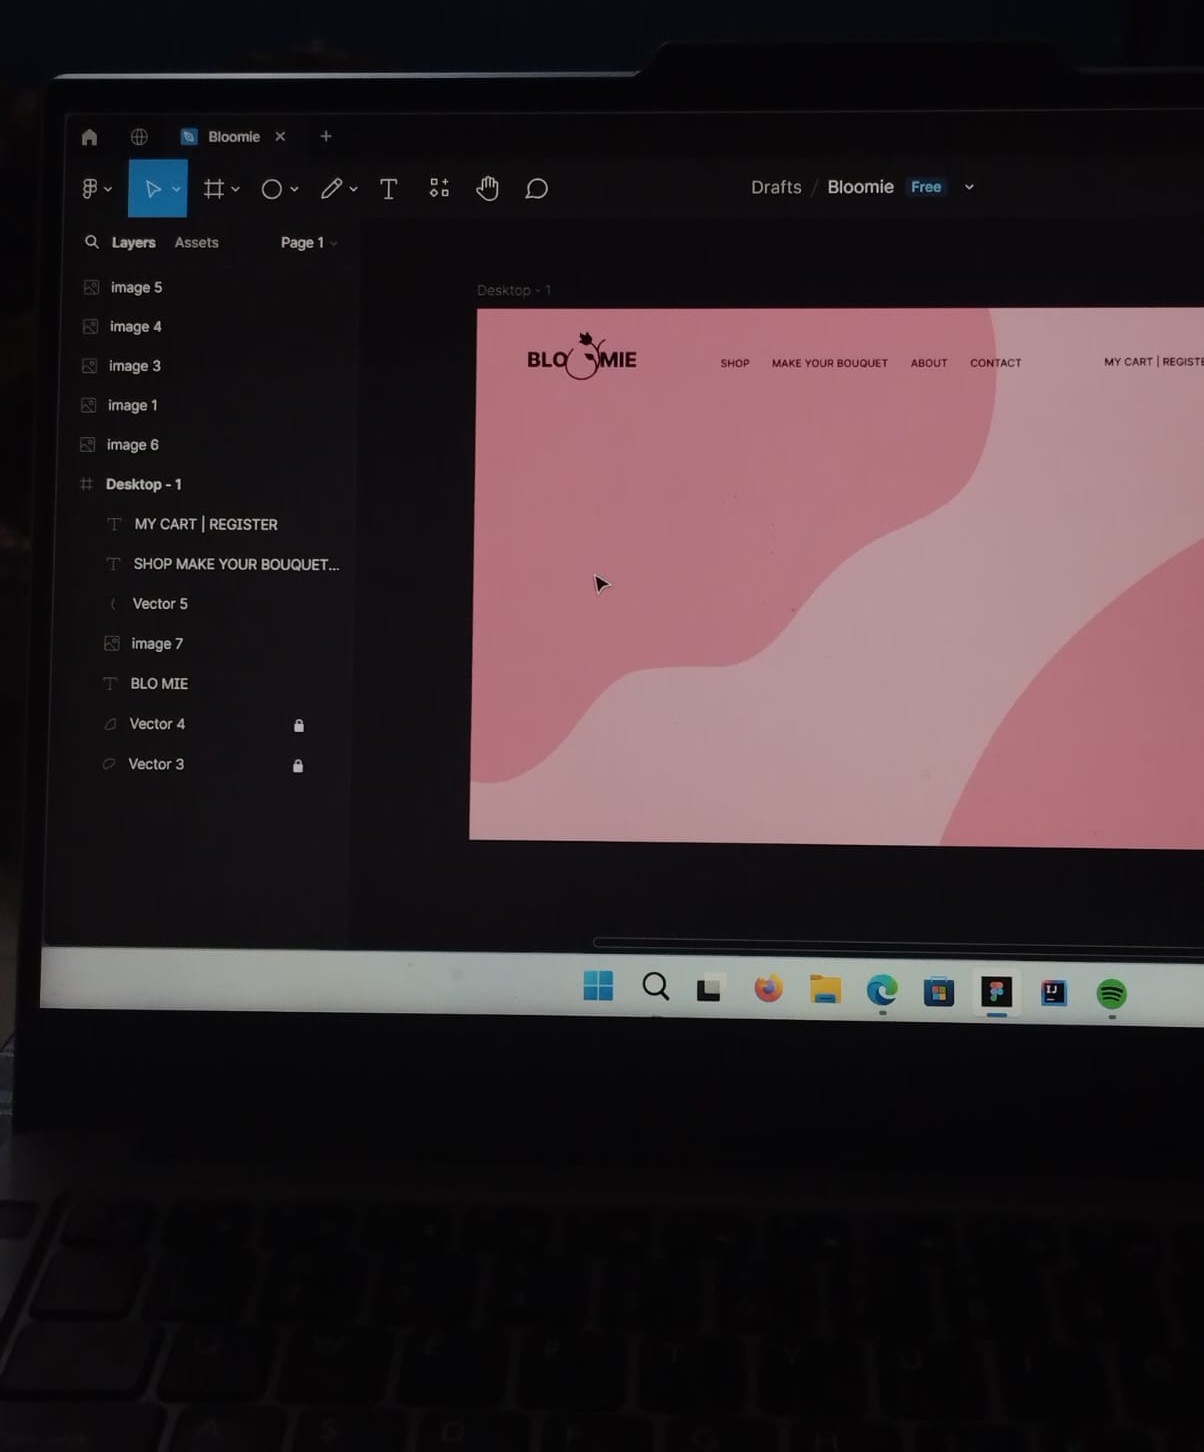 Bloomie
Drafts / Bloomie Free
Layers Assets Page 1
image 5
image 4
image 3
image 1
image 6
Desktop - 1
MY CART | REGISTER
SHOP MAKE YOUR BOUQUET...
Vector 5
image 7
BLO MIE
Vector 4
Vector 3
Desktop - 1
BLO MIE
SHOP MAKE YOUR BOUQUET ABOUT CONTACT MY CART | REGISTE
IJ